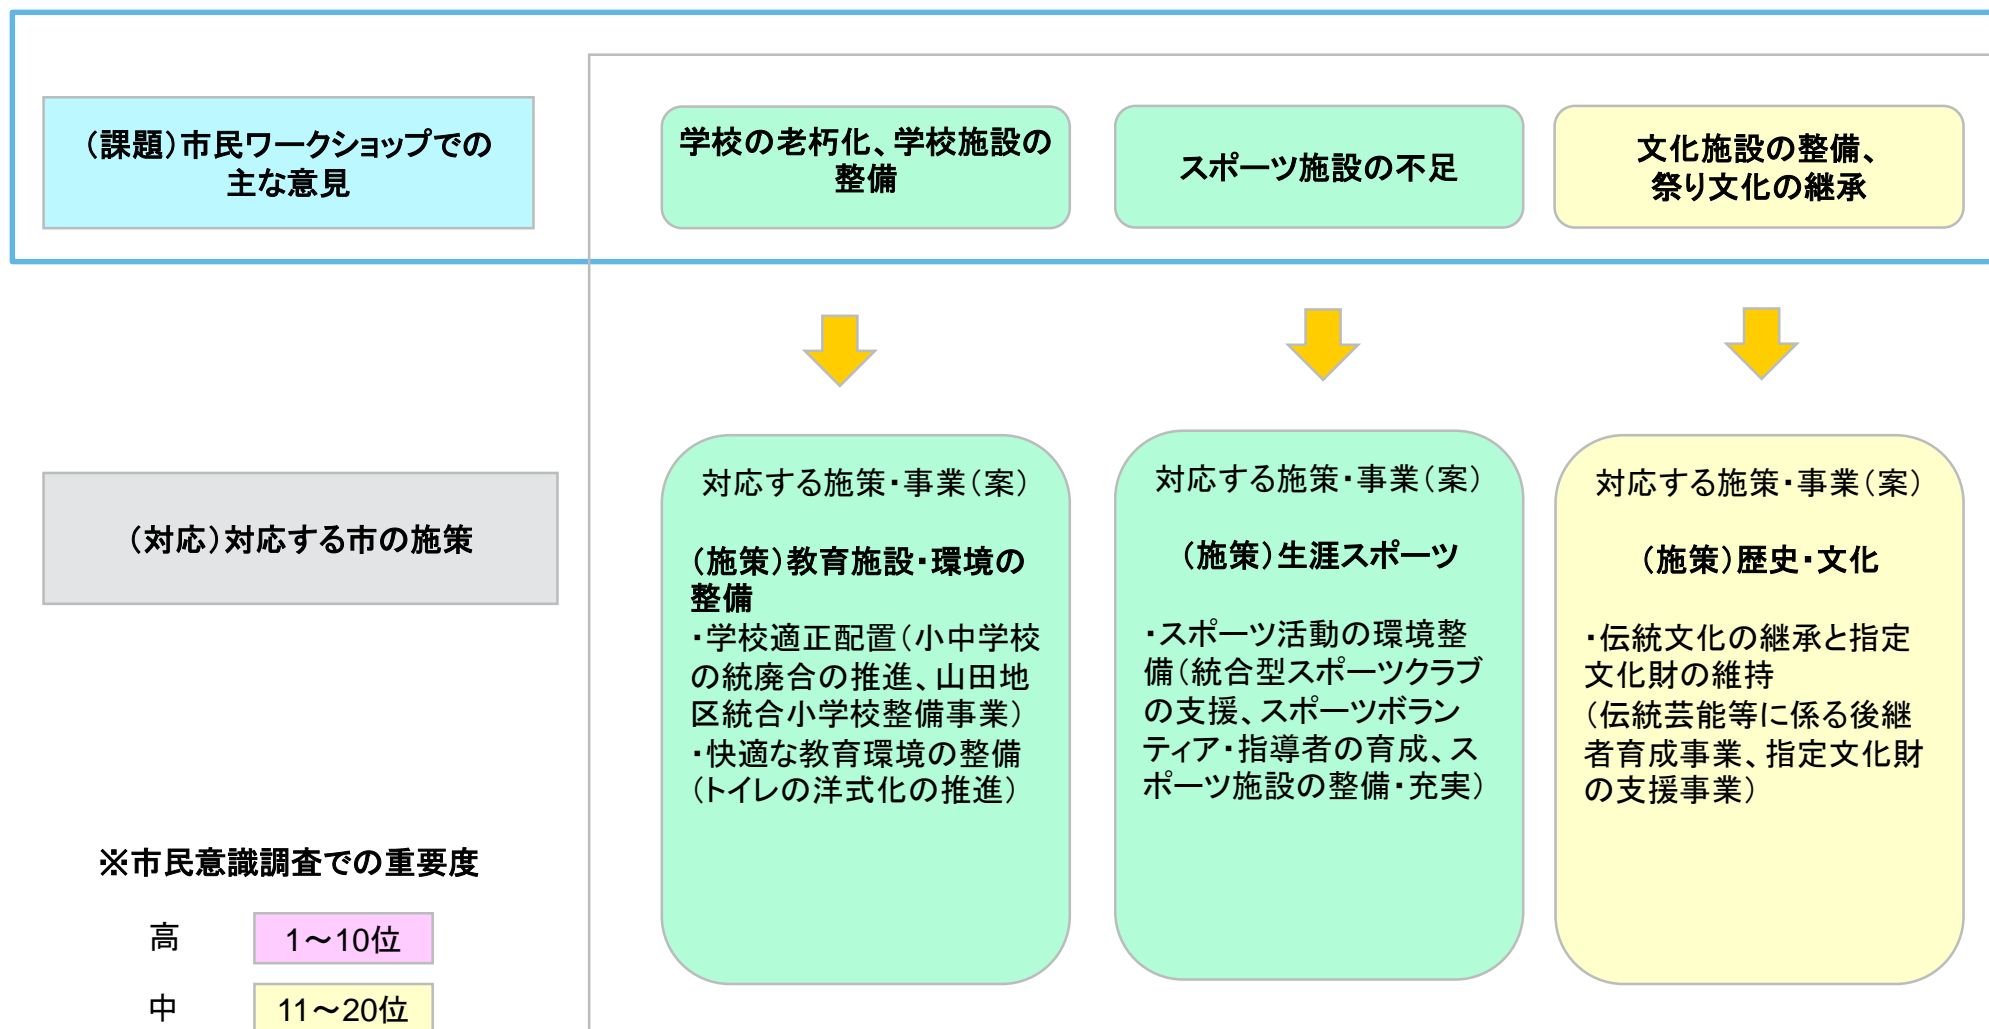 （課題）市民ワークショップでの
主な意見
学校の老朽化、学校施設の
整備
スポーツ施設の不足
文化施設の整備、
祭り文化の継承
（対応）対応する市の施策
対応する施策・事業（案）
（施策）教育施設・環境の
整備
・学校適正配置（小中学校
の統廃合の推進、山田地
区統合小学校整備事業）
・快適な教育環境の整備
（トイレの洋式化の推進）
対応する施策・事業（案）
（施策）生涯スポーツ
・スポーツ活動の環境整
備（統合型スポーツクラブ
の支援、スポーツボラン
ティア・指導者の育成、ス
ポーツ施設の整備・充実）
対応する施策・事業（案）
（施策）歴史・文化
・伝統文化の継承と指定
文化財の維持
（伝統芸能等に係る後継
者育成事業、指定文化財
の支援事業）
※市民意識調査での重要度
高 1～10位
中 11～20位